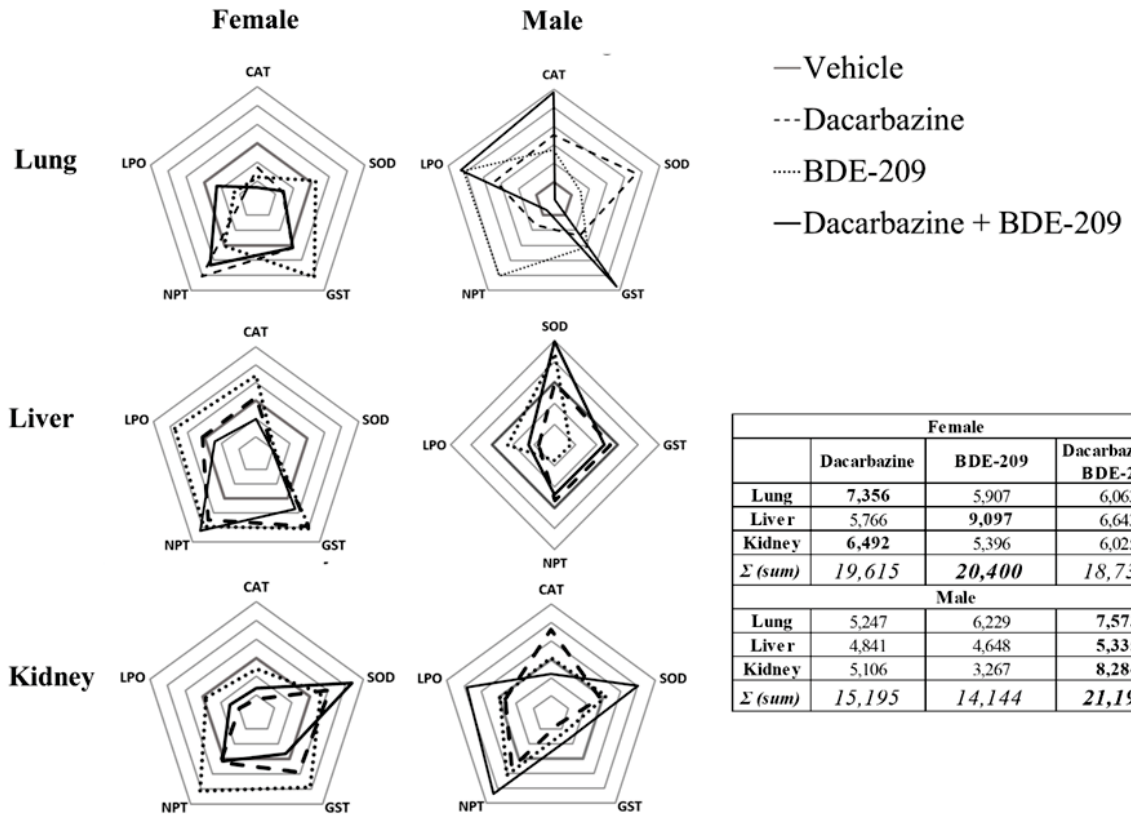 Female
Male
Vehicle
Dacarbazine
BDE-209
Dacarbazine + BDE-209
Lung
CAT
SOD
GST
NPT
LPO
CAT
SOD
GST
NPT
LPO
Liver
CAT
SOD
GST
NPT
LPO
SOD
GST
NPT
LPO
Kidney
CAT
SOD
GST
NPT
LPO
CAT
SOD
GST
NPT
LPO
Female
Dacarbazine BDE-209
Lung 7,356 5,907
Liver 5,766 9,097
Kidney 6,492 5,396
Σ (sum) 19,615 20,400
Male
Lung 5,247 6,229
Liver 4,841 4,648
Kidney 5,106 3,267
Σ (sum) 15,195 14,144